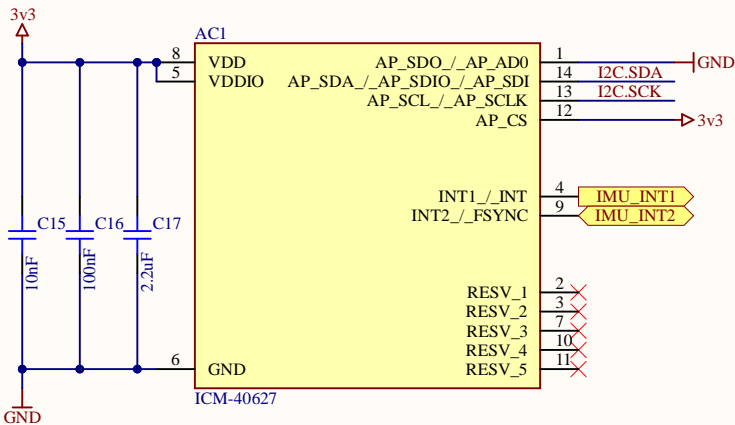 3v3
AC1
8 VDD
5 VDDIO
AP_SDO_/_AP_AD0 1 GND
AP_SDA_/_AP_SDIO_/_AP_SDI 14 I2C.SDA
AP_SCL_/_AP_SCLK 13 I2C.SCK
AP_CS 12 3v3
INT1_/_INT 4 IMU_INT1
INT2_/_FSYNC 9 IMU_INT2
C15 C16 C17
10nF 100nF 2.2uF
RESV_1 2
RESV_2 3
RESV_3 7
RESV_4 10
RESV_5 11
6 GND
ICM-40627
GND